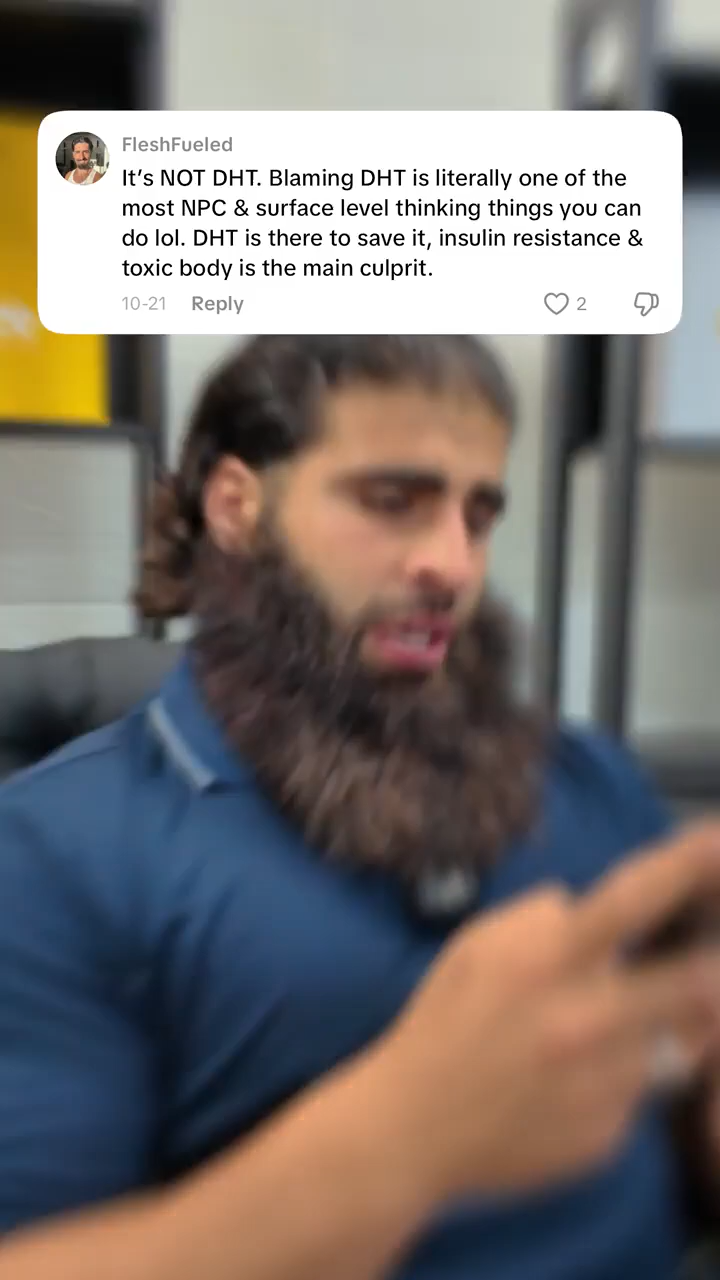 FleshFueled
It’s NOT DHT. Blaming DHT is literally one of the
most NPC & surface level thinking things you can
do lol. DHT is there to save it, insulin resistance &
toxic body is the main culprit.
10-21 Reply 2